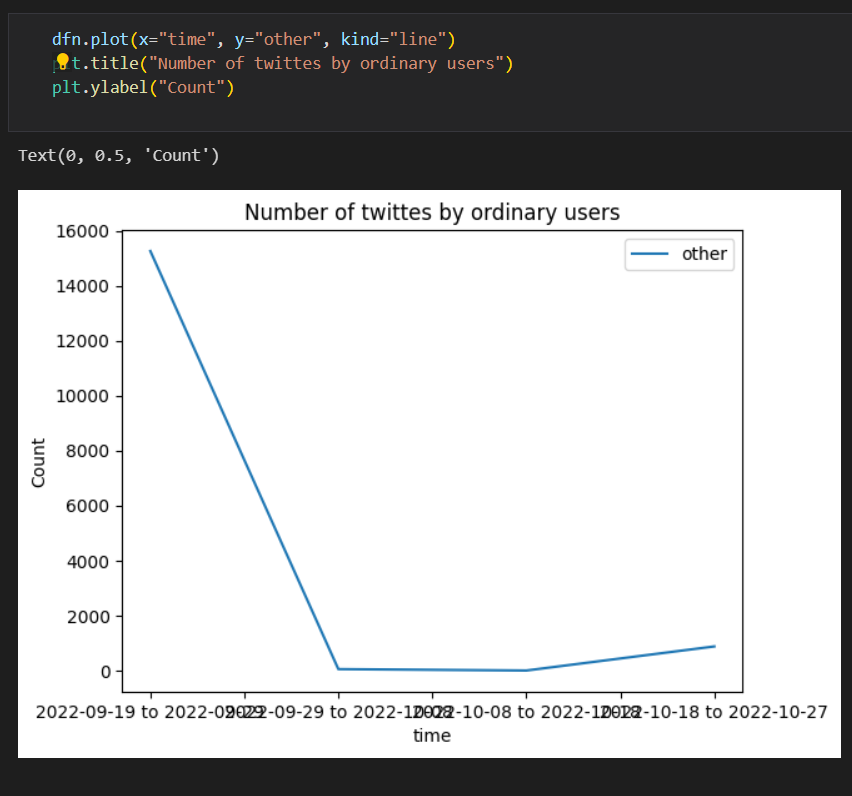 dfn.plot(x="time", y="other", kind="line")
t.title("Number of twittes by ordinary users")
plt.ylabel("Count")
Text(0, 0.5, 'Count')
Number of twittes by ordinary users
other
16000
14000
12000
10000
8000
6000
4000
2000
0
Count
2022-09-19 to 2022-09-29 2022-09-29 to 2022-10-08 2022-10-08 to 2022-10-18 2022-10-18 to 2022-10-27
time